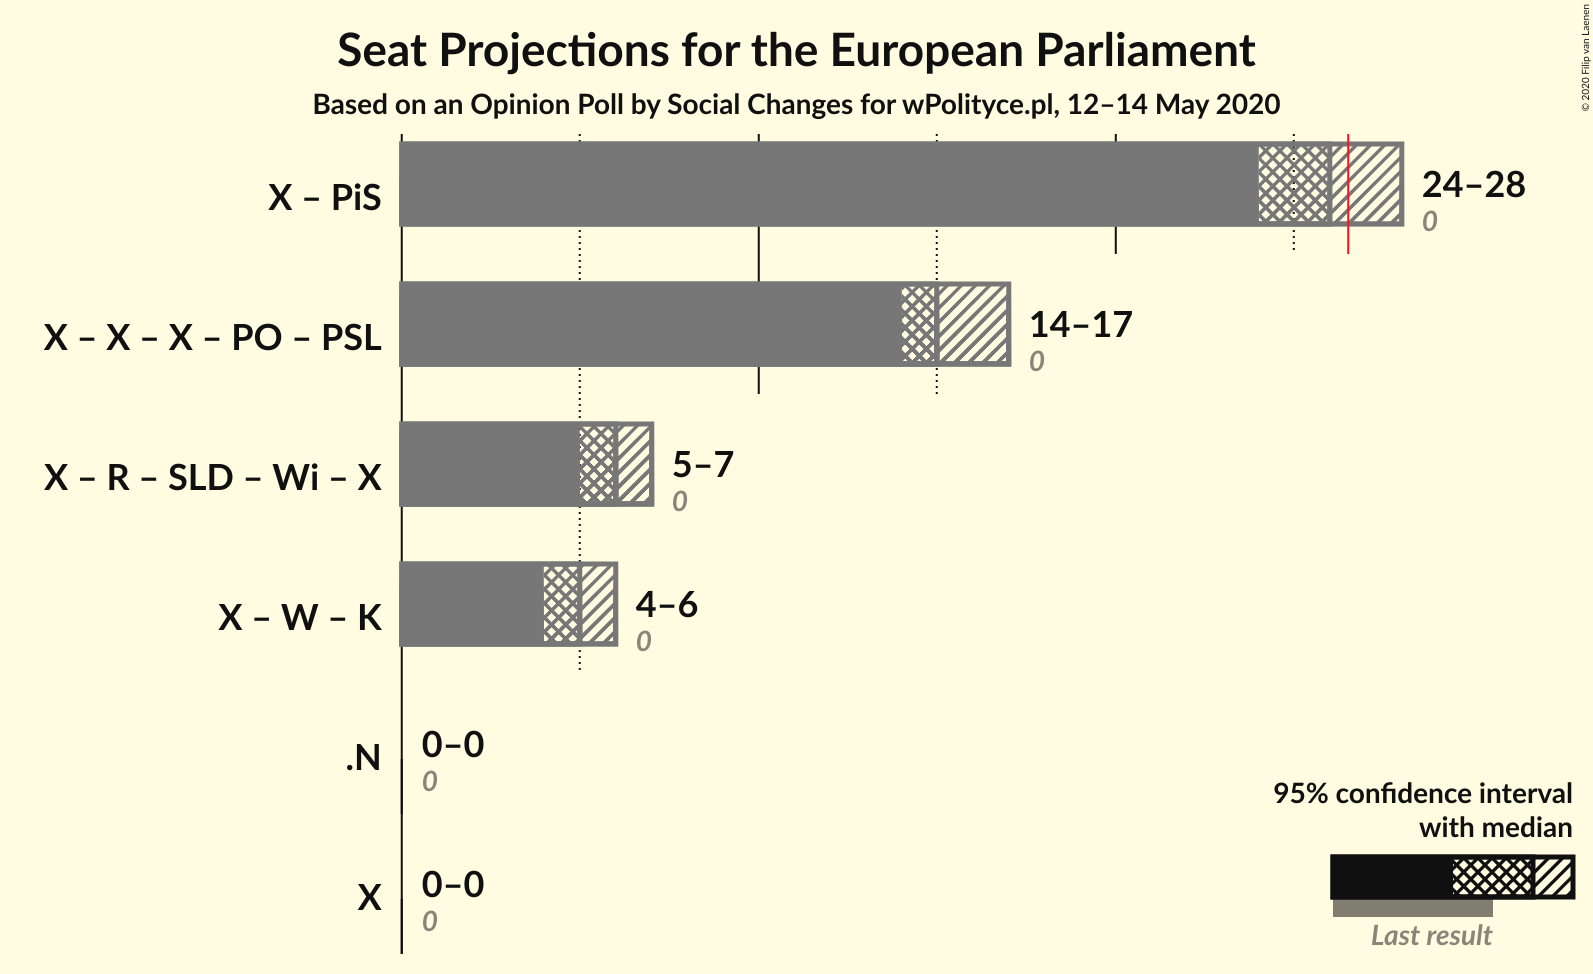 Seat Projections for the European Parliament
Based on an Opinion Poll by Social Changes for wPolityce.pl, 12–14 May 2020
© 2020 Filip van Laenen
X – PiS
24–28
0
X – X – X – PO – PSL
14–17
0
X – R – SLD – Wi – X
5–7
0
X – W – K
4–6
0
.N
0–0
0
X
0–0
0
95% confidence interval
with median
Last result